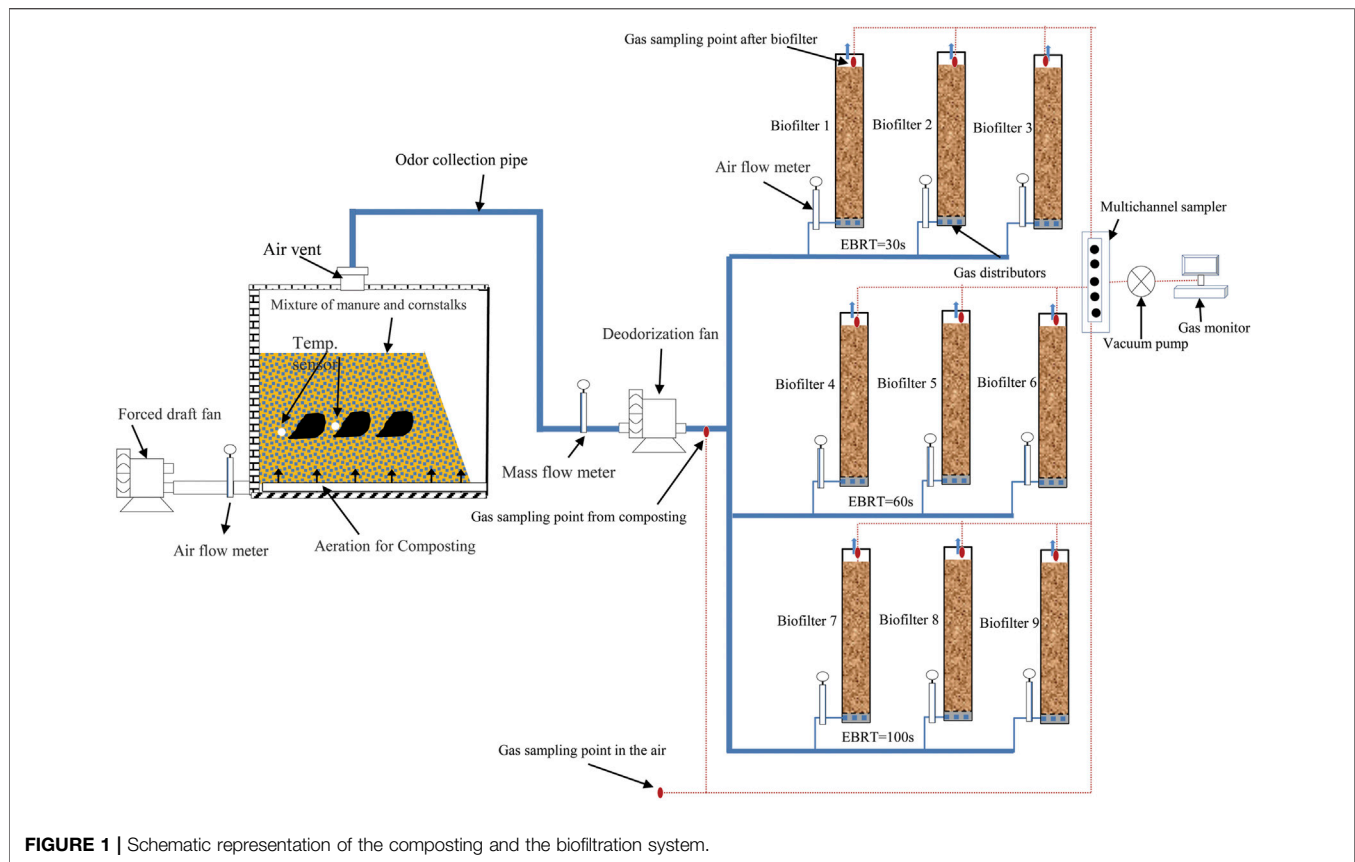 Gas sampling point after biofilter
Biofilter 1
Biofilter 2
Biofilter 3
Odor collection pipe
Air flow meter
Multichannel sampler
Air vent
EBRT=30s
Gas distributors
Mixture of manure and cornstalks
Deodorization fan
Gas monitor
Vacuum pump
Temp.
sensor
Biofilter 4
Biofilter 5
Biofilter 6
Forced draft fan
Mass flow meter
EBRT=60s
Gas sampling point from composting
Aeration for Composting
Air flow meter
Biofilter 7
Biofilter 8
Biofilter 9
EBRT=100s
Gas sampling point in the air
FIGURE 1 | Schematic representation of the composting and the biofiltration system.